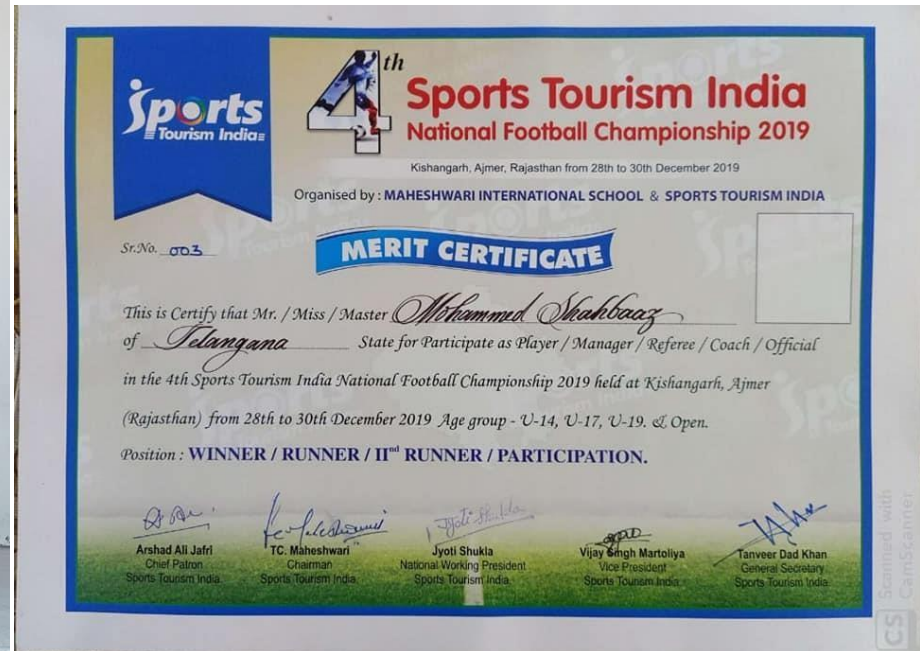 Sports
Tourism India
4th
Sports Tourism India
National Football Championship 2019
Kishangarh, Ajmer, Rajasthan from 28th to 30th December 2019
Organised by : MAHESHWARI INTERNATIONAL SCHOOL & SPORTS TOURISM INDIA
Sr.No. 003
MERIT CERTIFICATE
This is Certify that Mr. / Miss / Master Mohammed Shahbaaz
of Telangana State for Participate as Player / Manager / Referee / Coach / Official
in the 4th Sports Tourism India National Football Championship 2019 held at Kishangarh, Ajmer
(Rajasthan) from 28th to 30th December 2019 Age group - U-14, U-17, U-19. & Open.
Position : WINNER / RUNNER / IInd RUNNER / PARTICIPATION.
Jyoti Shukla
Arshad Ali Jafri
Chief Patron
Sports Tourism India
TC. Maheshwari
Chairman
Sports Tourism India
Jyoti Shukla
National Working President
Sports Tourism India
Vijay Singh Martoliya
Vice President
Sports Tourism India
Tanveer Dad Khan
General Secretary
Sports Tourism India
CS Scanned with
CamScanner